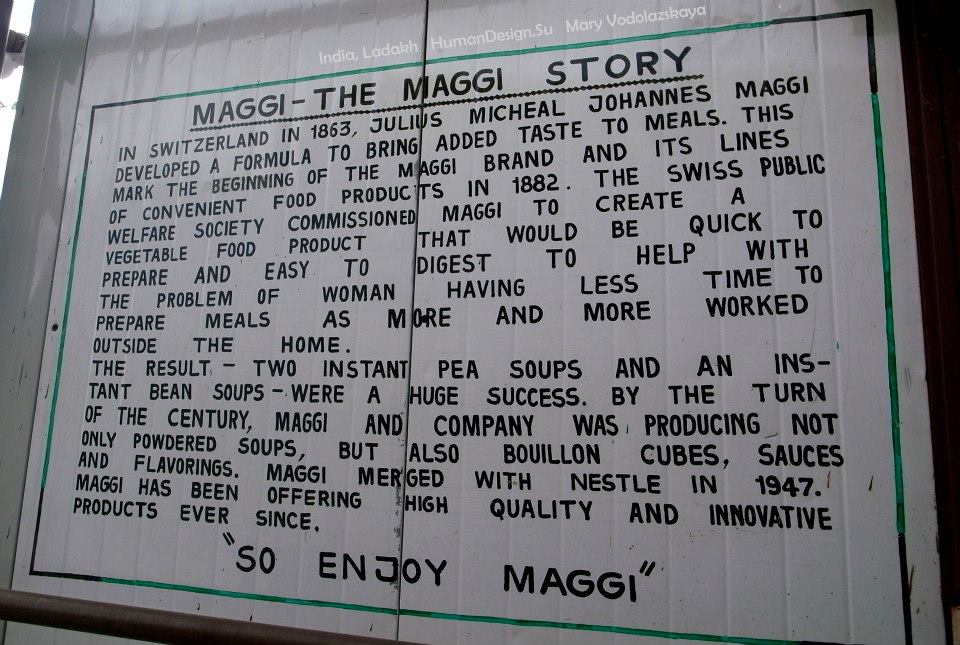 India, Ladakh HumanDesign.Su Mary Vodolazskaya
MAGGI-THE MAGGI STORY
IN SWITZERLAND IN 1863, JULIUS MICHEAL JOHANNES MAGGI
DEVELOPED A FORMULA TO BRING ADDED TASTE TO MEALS. THIS
MARK THE BEGINNING OF THE MAGGI BRAND AND ITS LINES
OF CONVENIENT FOOD PRODUCTS IN 1882. THE SWISS PUBLIC
WELFARE SOCIETY COMMISSIONED MAGGI TO CREATE A
VEGETABLE FOOD PRODUCT THAT WOULD BE QUICK TO
PREPARE AND EASY TO DIGEST TO HELP WITH
THE PROBLEM OF WOMAN HAVING LESS TIME TO
PREPARE MEALS AS MORE AND MORE WORKED
OUTSIDE THE HOME.
THE RESULT - TWO INSTANT PEA SOUPS AND AN INS-
TANT BEAN SOUPS - WERE A HUGE SUCCESS. BY THE TURN
OF THE CENTURY, MAGGI AND COMPANY WAS PRODUCING NOT
ONLY POWDERED SOUPS, BUT ALSO BOUILLON CUBES, SAUCES
AND FLAVORINGS. MAGGI MERGED WITH NESTLE IN 1947.
MAGGI HAS BEEN OFFERING HIGH QUALITY AND INNOVATIVE
PRODUCTS EVER SINCE.
"SO ENJOY MAGGI"